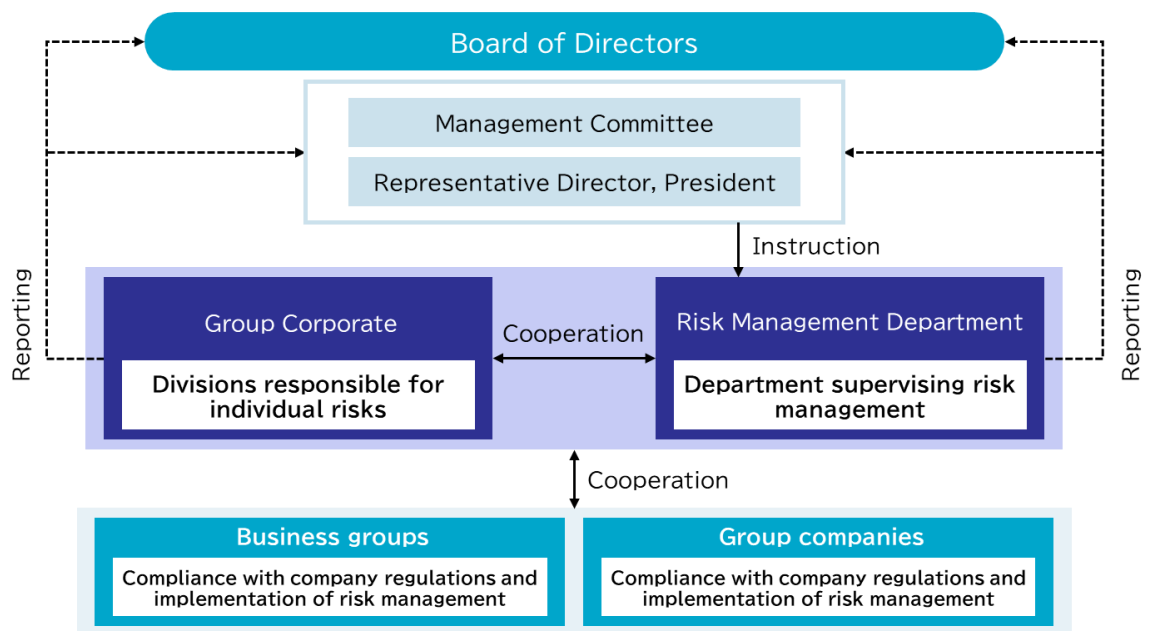 Board of Directors
Management Committee
Representative Director, President
Instruction
Reporting
Group Corporate
Divisions responsible for
individual risks
Cooperation
Risk Management Department
Department supervising risk
management
Reporting
Cooperation
Business groups
Compliance with company regulations and
implementation of risk management
Group companies
Compliance with company regulations and
implementation of risk management